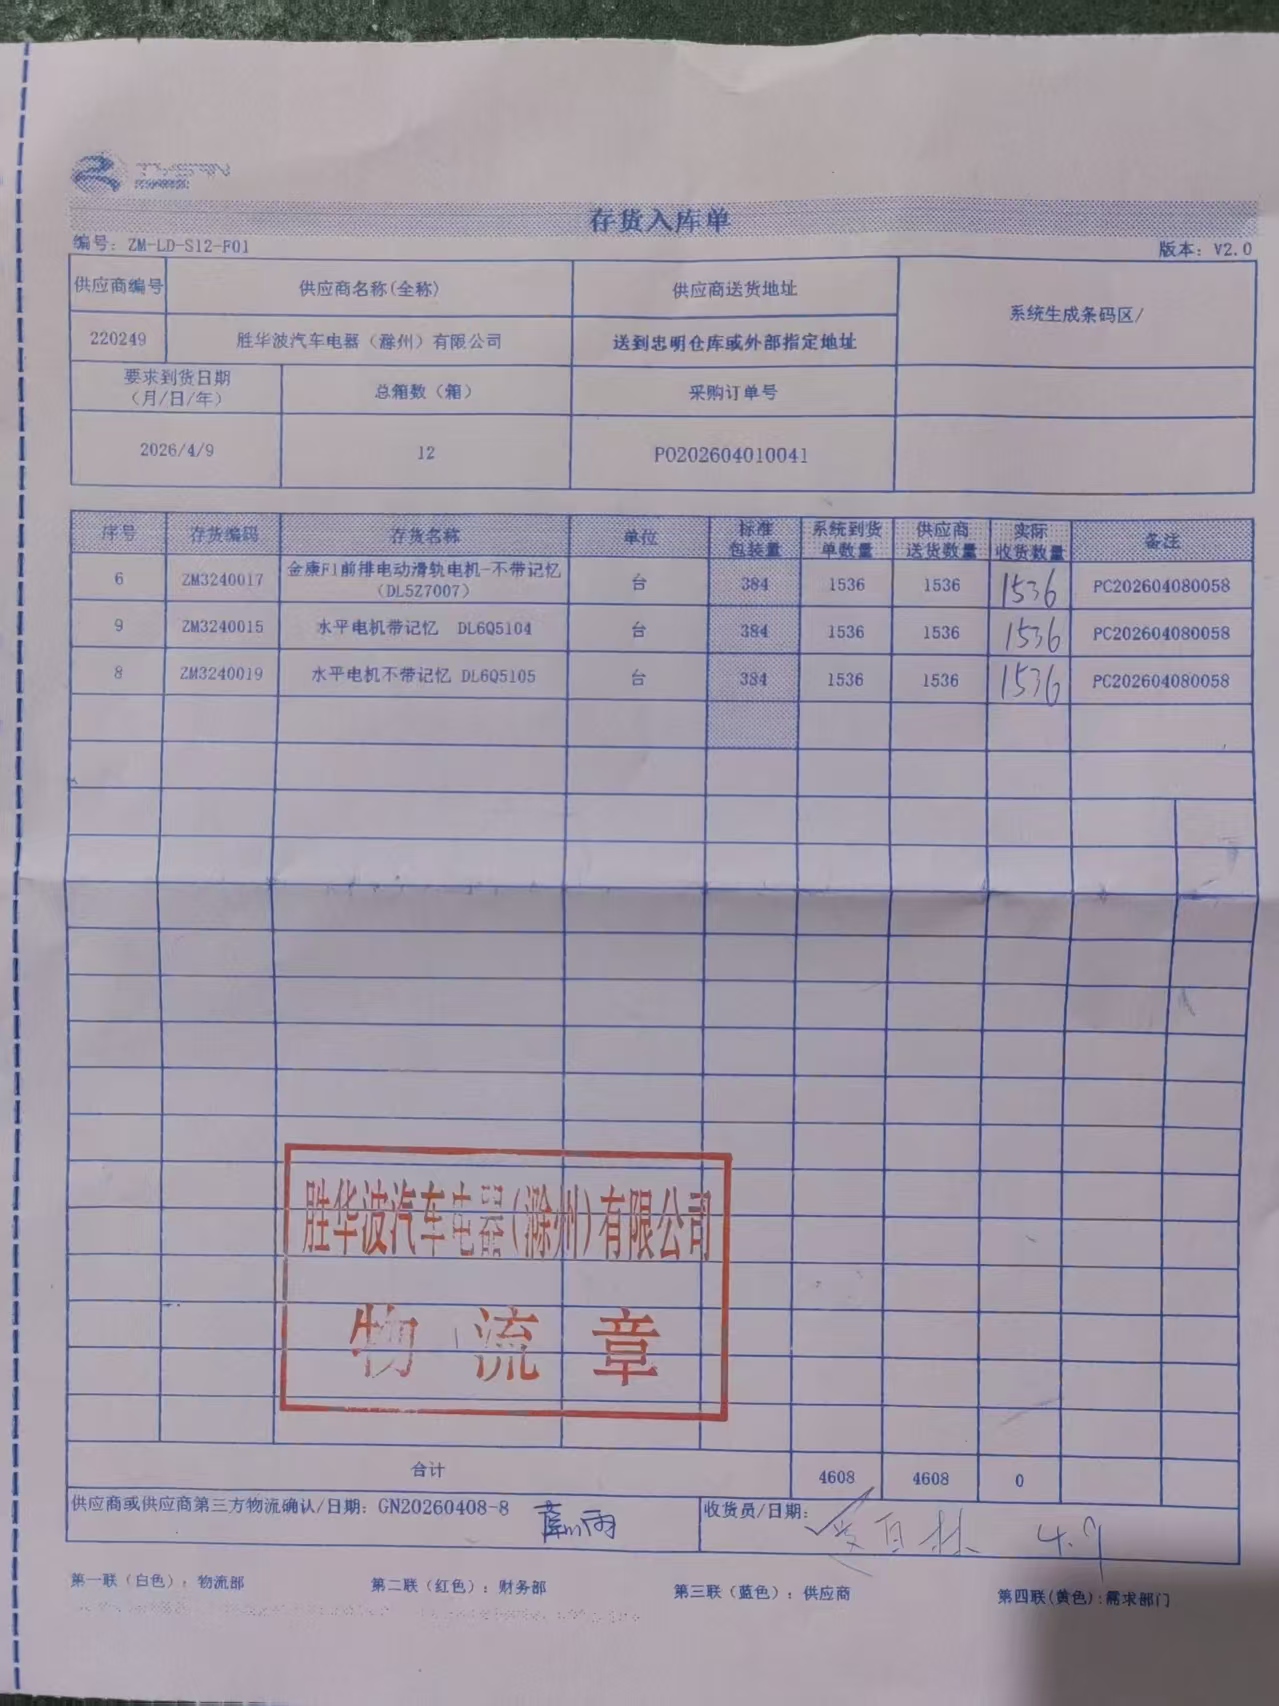 存货入库单
编号：ZM-LD-S12-F01 版本：V2.0
供应商编号 供应商名称(全称) 供应商送货地址 系统生成条码区/
220249 胜华波汽车电器（滁州）有限公司 送到忠明仓库或外部指定地址
要求到货日期（月/日/年） 总箱数（箱） 采购订单号
2026/4/9 12 PO202604010041
序号 存货编码 存货名称 单位 标准包装量 系统到货单数量 供应商送货数量 实际收货数量 备注
6 ZM3240017 金康F1前排电动滑轨电机-不带记忆（DL5Z7007） 台 384 1536 1536 1536 PC202604080058
9 ZM3240015 水平电机带记忆 DL6Q5104 台 384 1536 1536 1536 PC202604080058
8 ZM3240019 水平电机不带记忆 DL6Q5105 台 384 1536 1536 1536 PC202604080058
胜华波汽车电器(滁州)有限公司
物流章
合计 4608 4608 0
供应商或供应商第三方物流确认/日期：GN20260408-8 收货员/日期：
第一联（白色）：物流部 第二联（红色）：财务部 第三联（蓝色）：供应商 第四联(黄色):需求部门